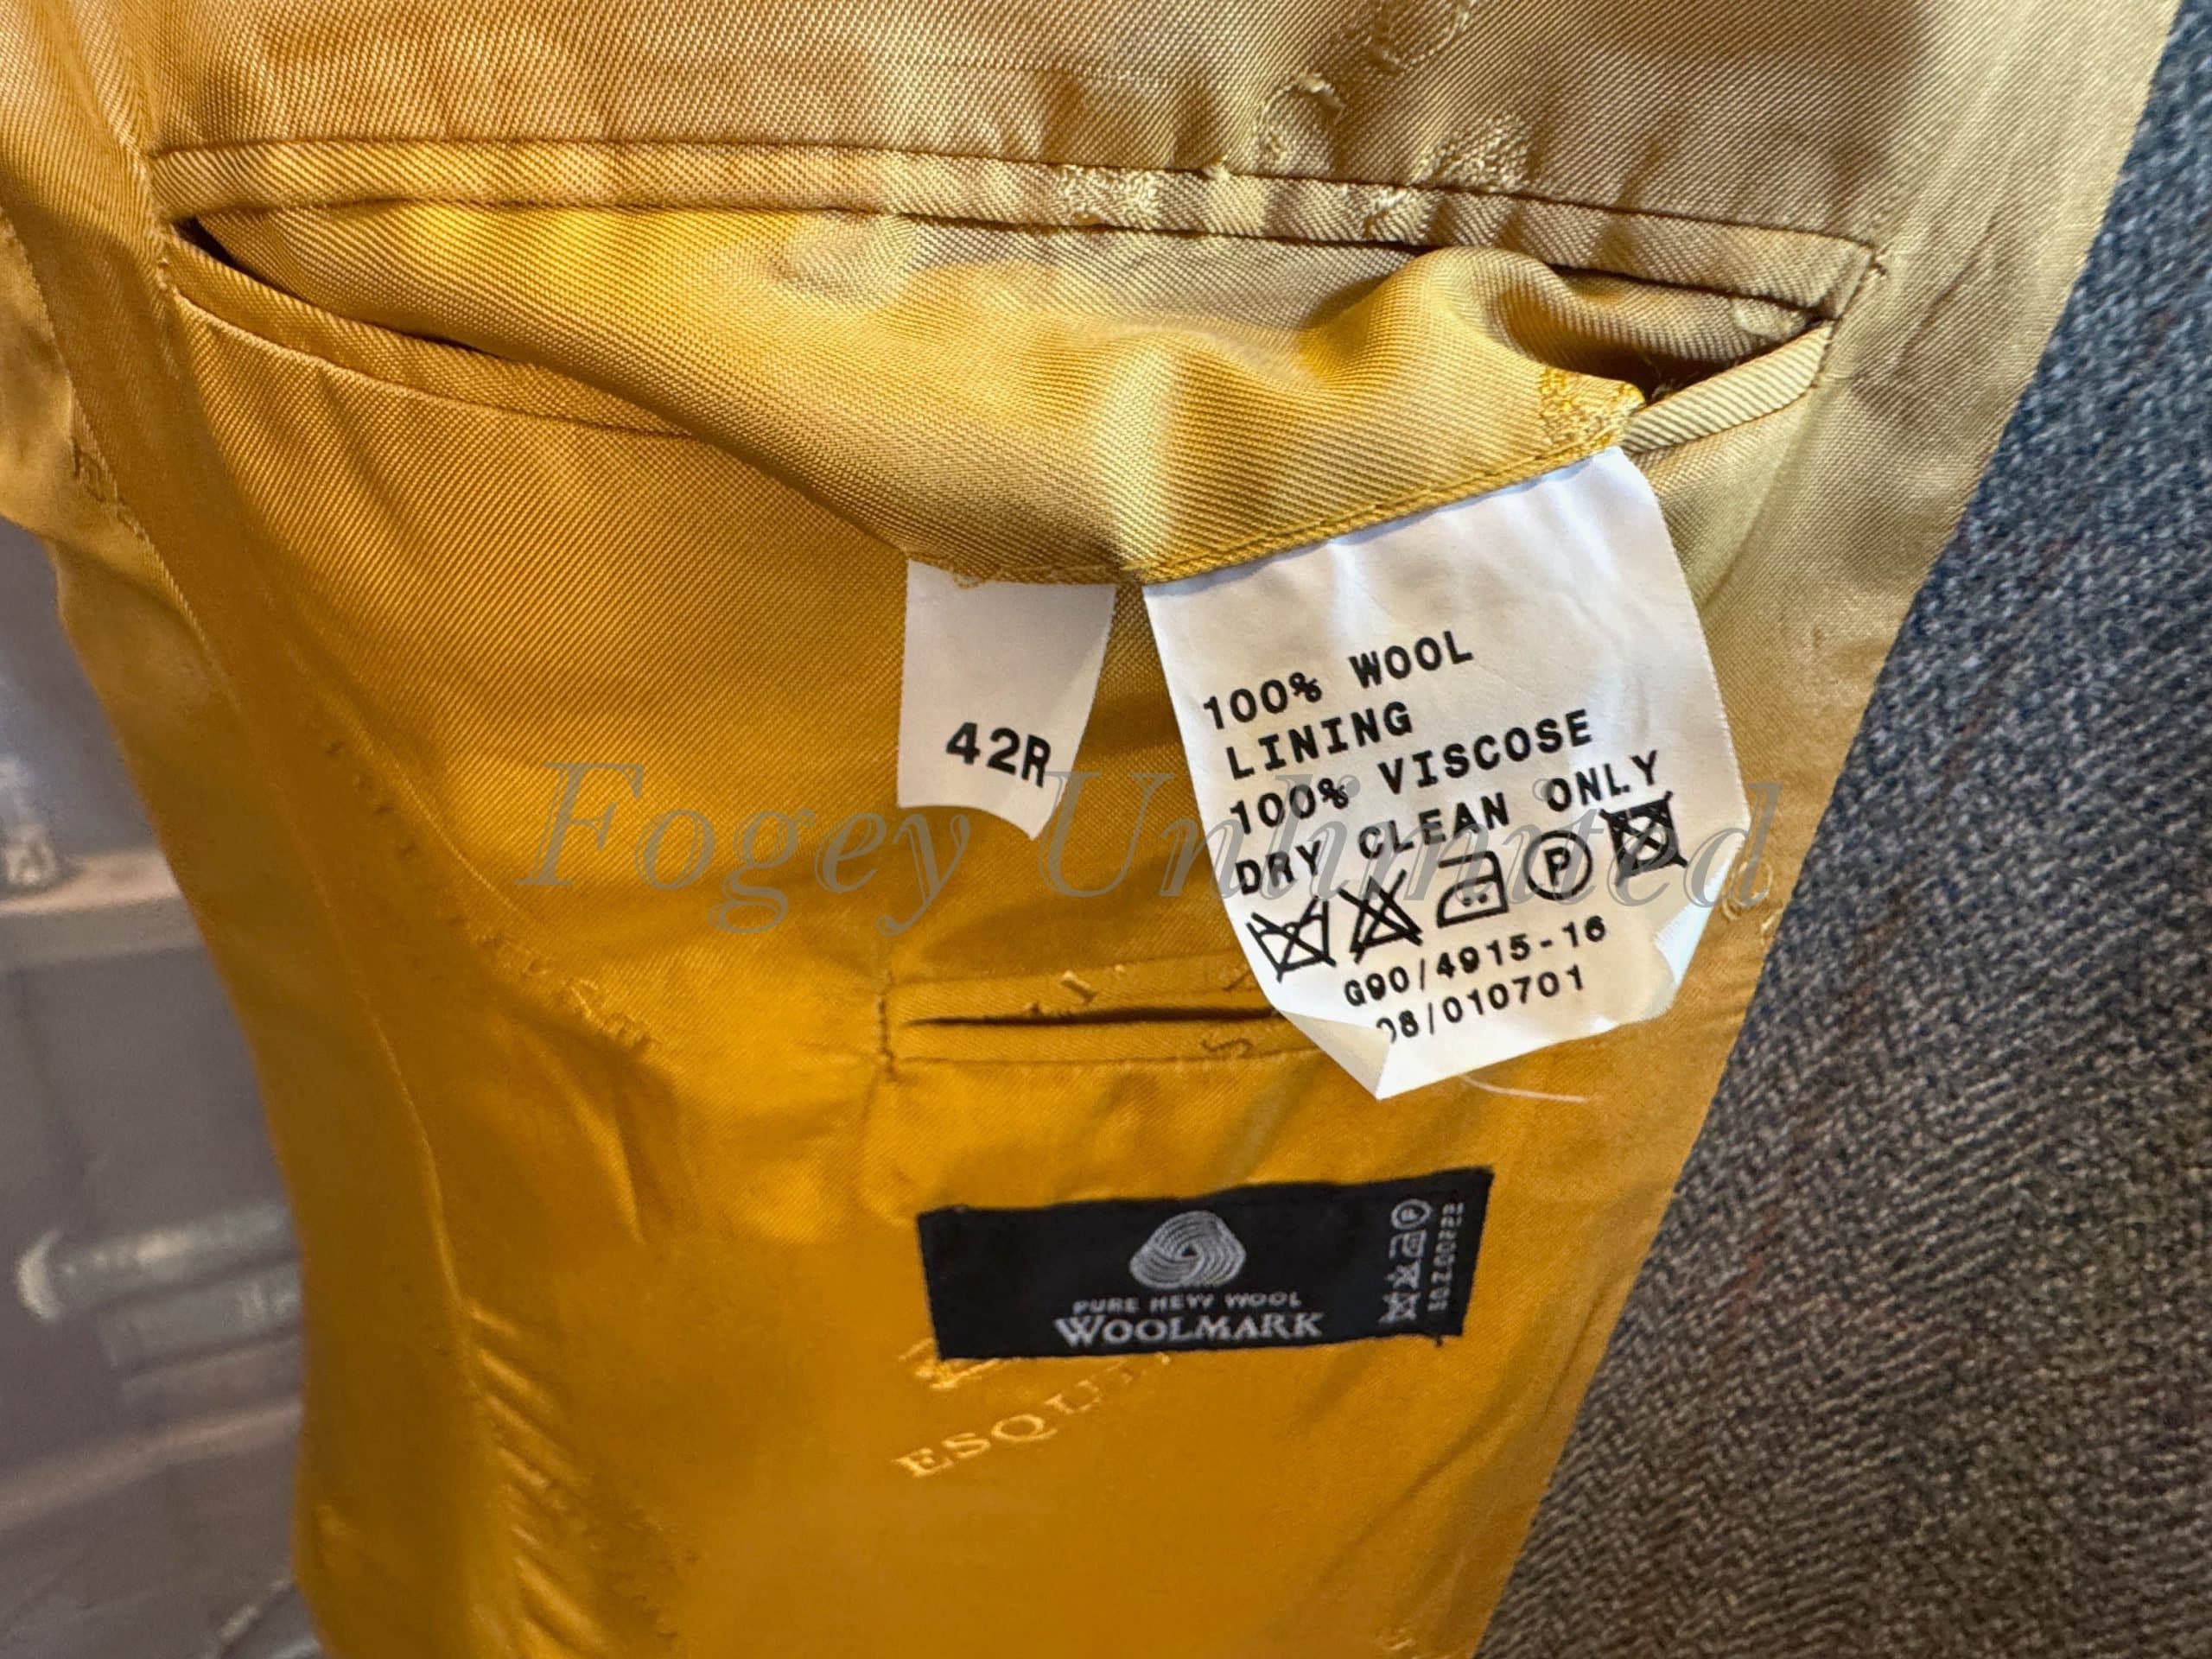 42R
100% WOOL
LINING
100% VISCOSE
DRY CLEAN ONLY
P
G90/4915-16
08/010701
Fogey Unlimited
PURE NEW WOOL
WOOLMARK
P